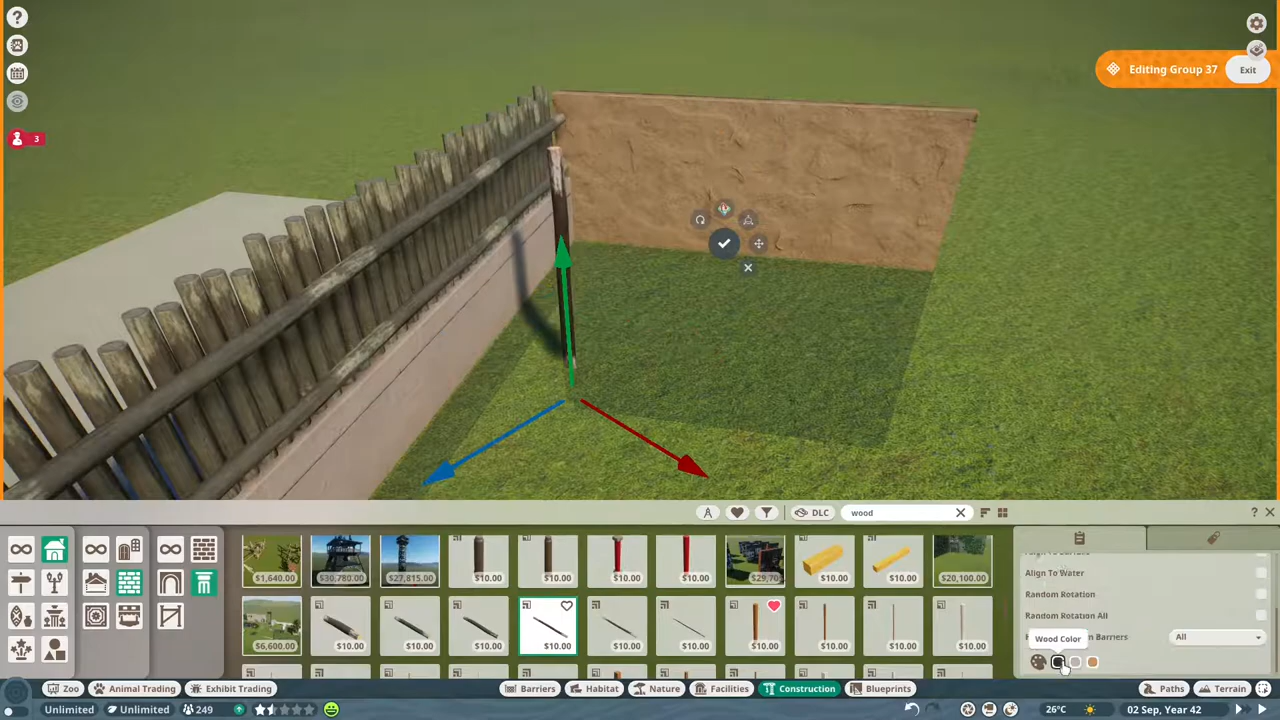 ?
Editing Group 37
Exit
3
DLC
wood
? ×
$1,640.00
$30,780.00
$27,815.00
$10.00
$10.00
$10.00
$10.00
$29,70
$10.00
$10.00
$20,100.00
$6,600.00
$10.00
$10.00
$10.00
$10.00
$10.00
$10.00
$10.00
$10.00
$10.00
$10.00
Align To Water
Random Rotation
Random Rotation All
Wood Color
Barriers
All
Zoo
Animal Trading
Exhibit Trading
Barriers
Habitat
Nature
Facilities
Construction
Blueprints
Paths
Terrain
Unlimited
Unlimited
249
26°C
02 Sep, Year 42